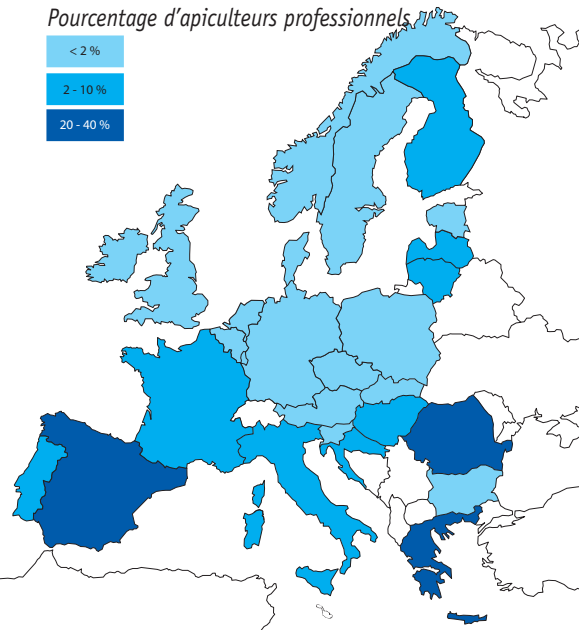 Pourcentage d'apiculteurs professionnels
< 2 %
2 - 10 %
20 - 40 %